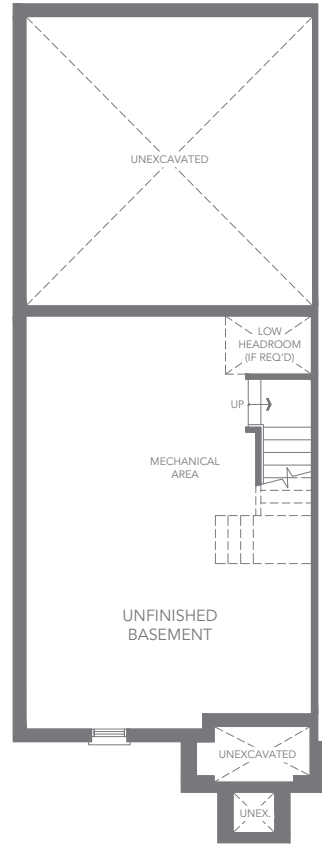 UNEXCAVATED
LOW
HEADROOM
(IF REQ'D)
UP
MECHANICAL
AREA
UNFINISHED
BASEMENT
UNEXCAVATED
UNEX.